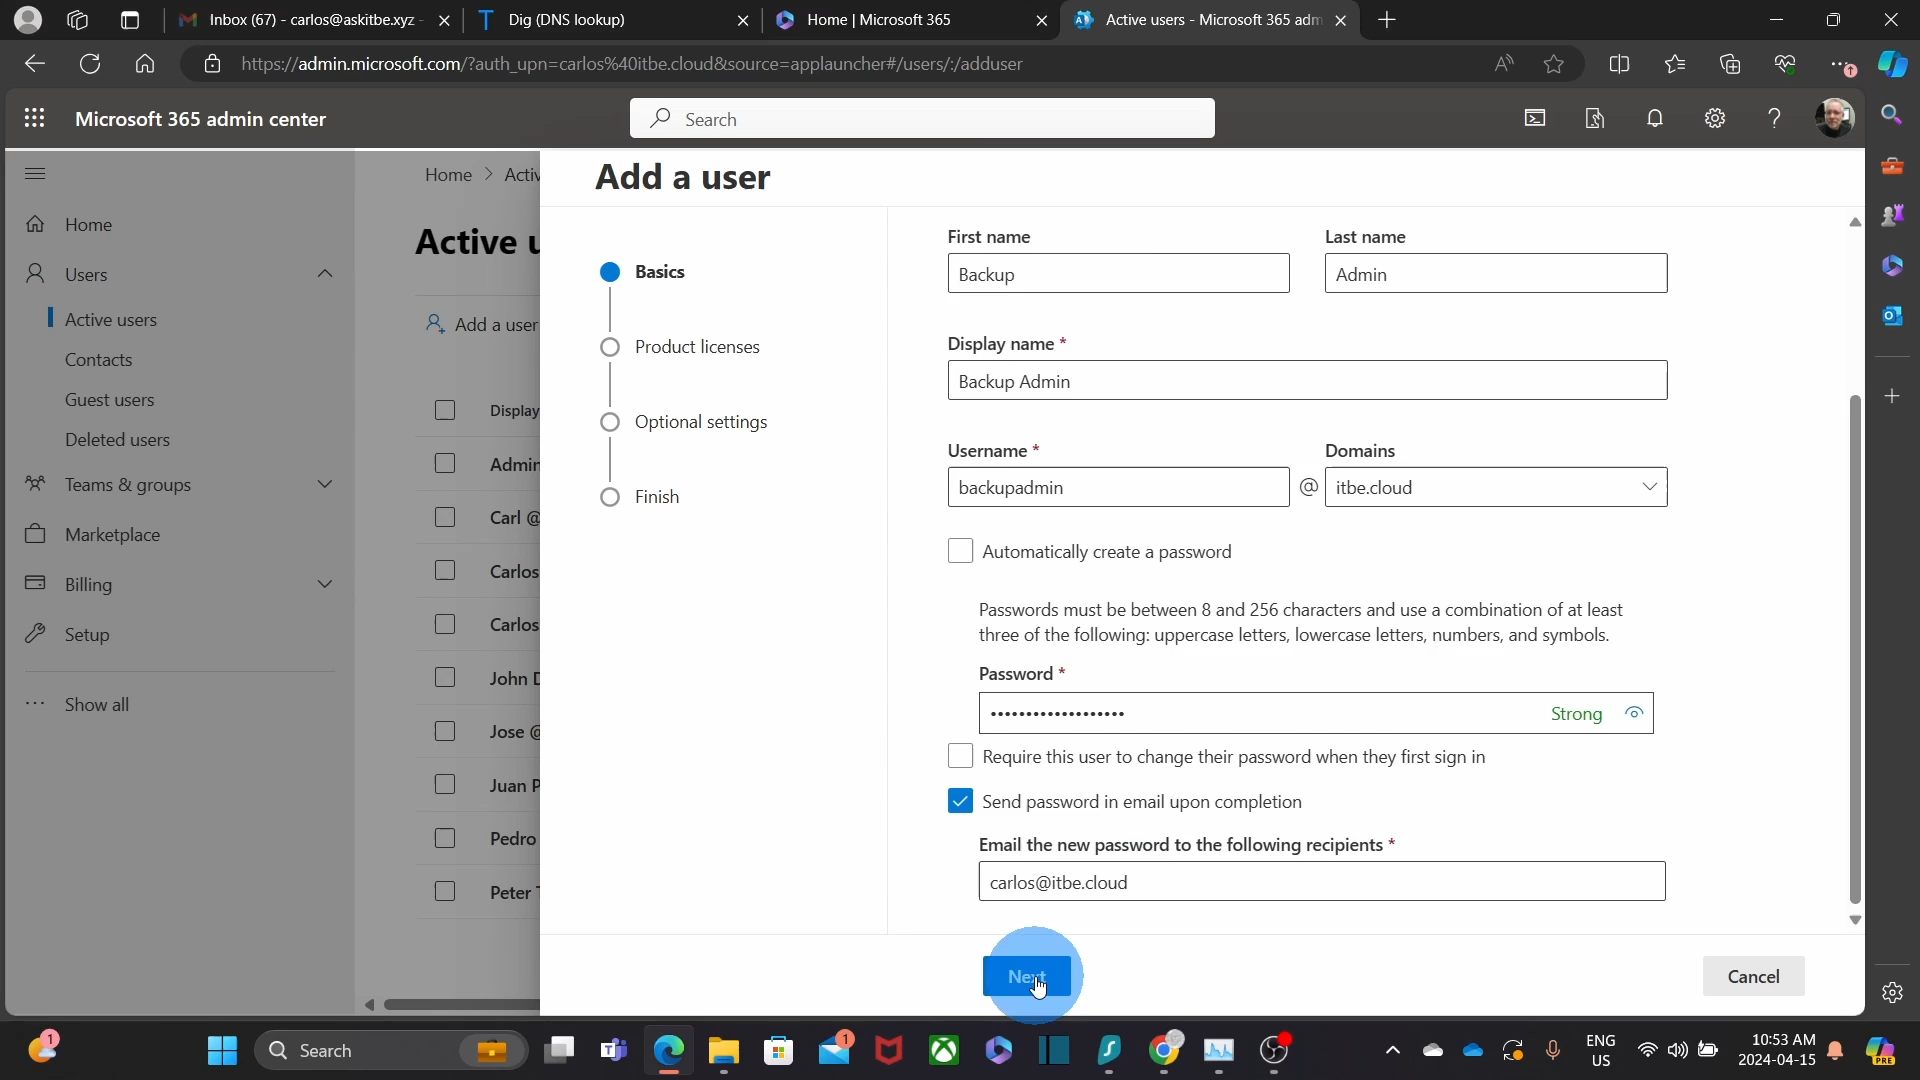 Inbox (67) - carlos@askitbe.xyz -
Dig (DNS lookup)
Home | Microsoft 365
Active users - Microsoft 365 adm
https://admin.microsoft.com/?auth_upn=carlos%40itbe.cloud&source=applauncher#/users/:/adduser
Microsoft 365 admin center
Search
Home > Activ
Add a user
Home
Users
Active users
Contacts
Guest users
Deleted users
Teams & groups
Marketplace
Billing
Setup
Show all
Active u
Add a user
Display
Admin
Carl @
Carlos
Carlos
John D
Jose @
Juan P
Pedro
Peter T
Basics
Product licenses
Optional settings
Finish
First name
Last name
Backup
Admin
Display name *
Backup Admin
Username *
Domains
backupadmin @ itbe.cloud
Automatically create a password
Passwords must be between 8 and 256 characters and use a combination of at least
three of the following: uppercase letters, lowercase letters, numbers, and symbols.
Password *
•••••••••••••••••••
Strong
Require this user to change their password when they first sign in
Send password in email upon completion
Email the new password to the following recipients *
carlos@itbe.cloud
Next
Cancel
1
Search
1
ENG
US
10:53 AM
2024-04-15
PRE